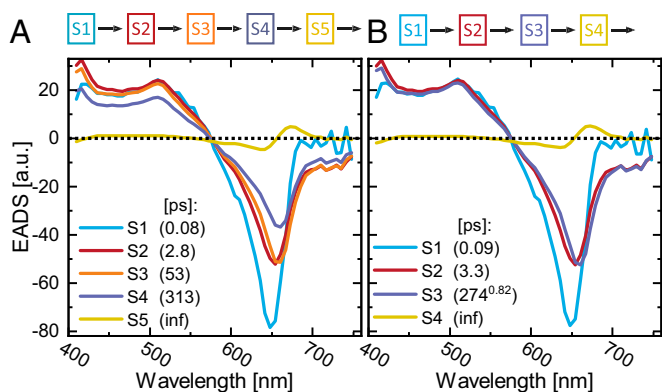 A S1 S2 S3 S4 S5
B S1 S2 S3 S4
EADS [a.u.]
20
0
-20
-40
-60
-80
[ps]:
S1 (0.08)
S2 (2.8)
S3 (53)
S4 (313)
S5 (inf)
[ps]:
S1 (0.09)
S2 (3.3)
S3 (274^0.82)
S4 (inf)
400 500 600 700
400 500 600 700
Wavelength [nm]
Wavelength [nm]